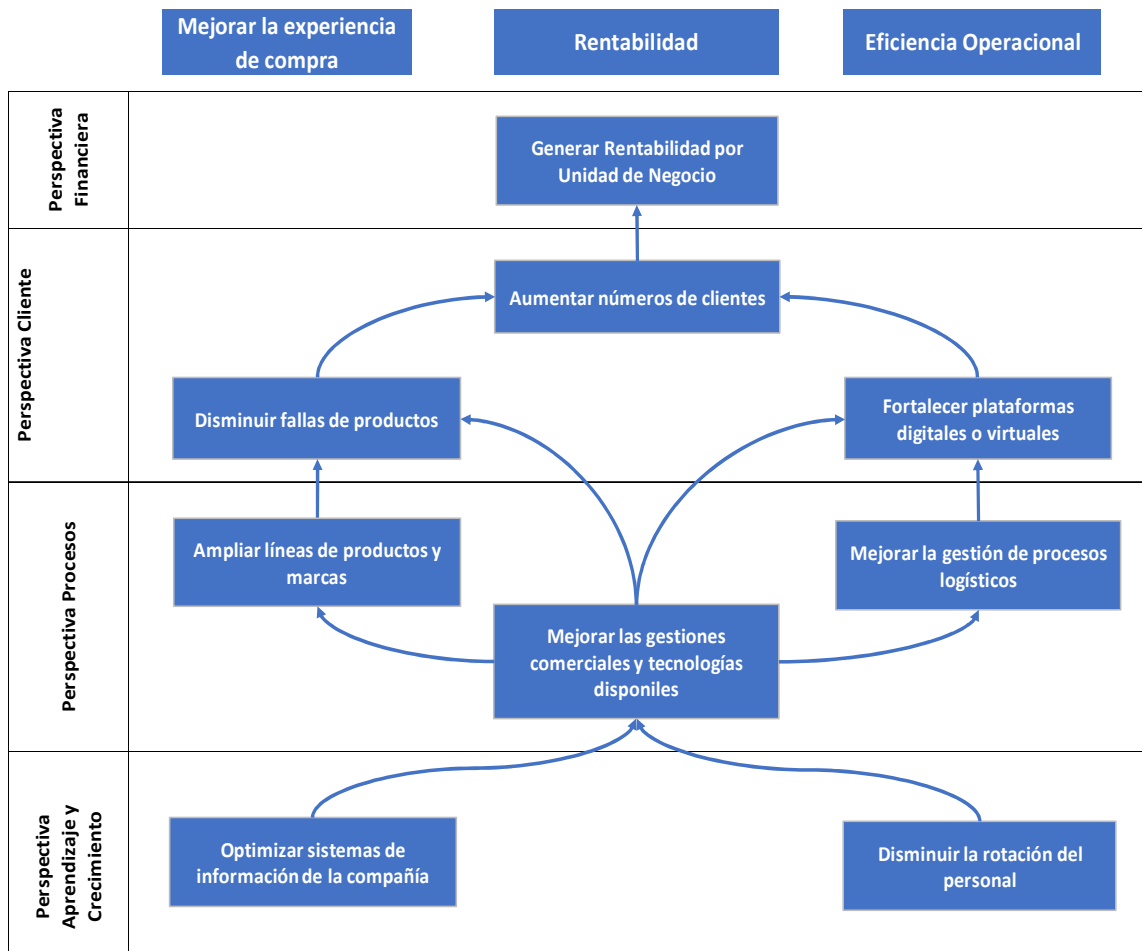 Mejorar la experiencia
de compra
Rentabilidad
Eficiencia Operacional
Perspectiva
Financiera
Generar Rentabilidad por
Unidad de Negocio
Perspectiva Cliente
Aumentar números de clientes
Disminuir fallas de productos
Fortalecer plataformas
digitales o virtuales
Perspectiva Procesos
Ampliar líneas de productos y
marcas
Mejorar la gestión de procesos
logísticos
Mejorar las gestiones
comerciales y tecnologías
disponiles
Perspectiva
Aprendizaje y
Crecimiento
Optimizar sistemas de
información de la compañía
Disminuir la rotación del
personal